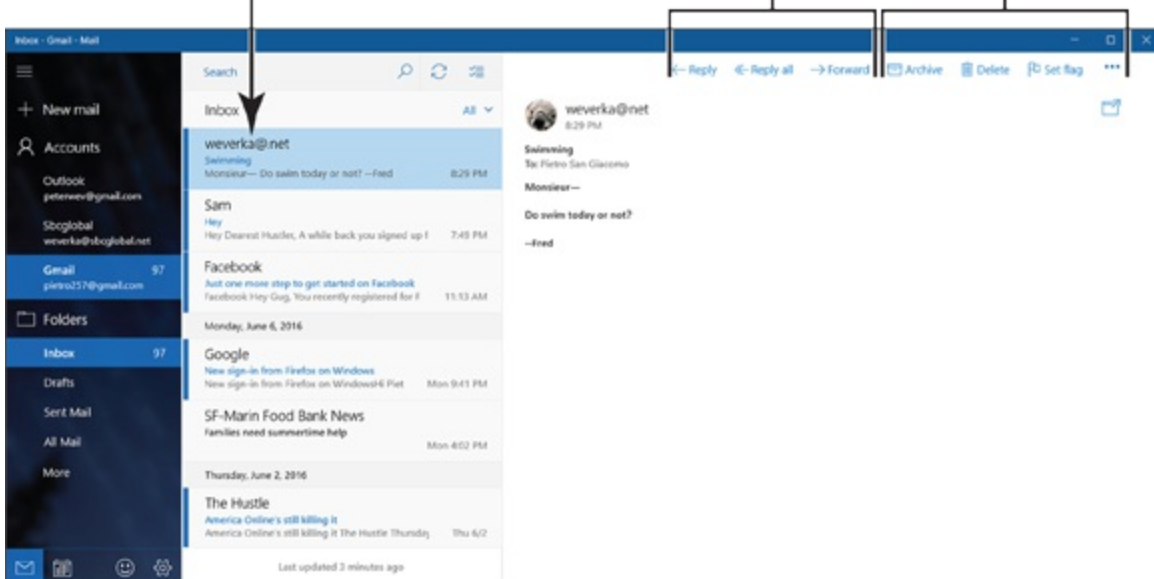 Inbox - Gmail - Mail
New mail
Accounts
Outlook
peterwev@gmail.com
Sbcglobal
weverka@sbcglobal.net
Gmail 97
pietro257@gmail.com
Folders
Inbox 97
Drafts
Sent Mail
All Mail
More
Search
Inbox All
weverka@.net
Swimming
Monsieur— Do swim today or not? --Fred 8:29 PM
Sam
Hey
Hey Dearest Hustler, A while back you signed up f 7:49 PM
Facebook
Just one more step to get started on Facebook
Facebook Hey Gug, You recently registered for F 11:13 AM
Monday, June 6, 2016
Google
New sign-in from Firefox on Windows
New sign-in from Firefox on WindowsHi Piet Mon 9:41 PM
SF-Marin Food Bank News
Families need summertime help
Mon 4:02 PM
Thursday, June 2, 2016
The Hustle
America Online's still killing it
America Online's still killing it The Hustle Thursday, Thu 6/2
Last updated 3 minutes ago
Reply Reply all Forward Archive Delete Set flag
weverka@net
8:29 PM
Swimming
To: Pietro San Giacomo
Monsieur—
Do swim today or not?
--Fred